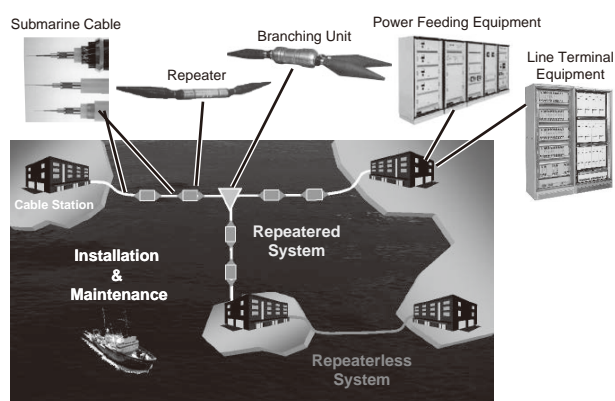 Submarine Cable
Repeater
Branching Unit
Power Feeding Equipment
Line Terminal
Equipment
Cable Station
Repeatered
System
Installation
&
Maintenance
Repeaterless
System